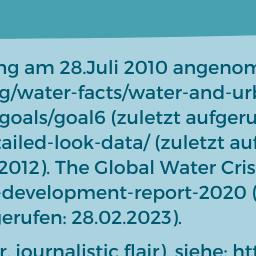 ng am 28.Juli 2010 angenom
g/water-facts/water-and-urb
goals/goal6 (zuletzt aufgeru
tailed-look-data/ (zuletzt auf
2012). The Global Water Cris
-development-report-2020 (
gerufen: 28.02.2023).
r, journalistic flair), siehe: htt